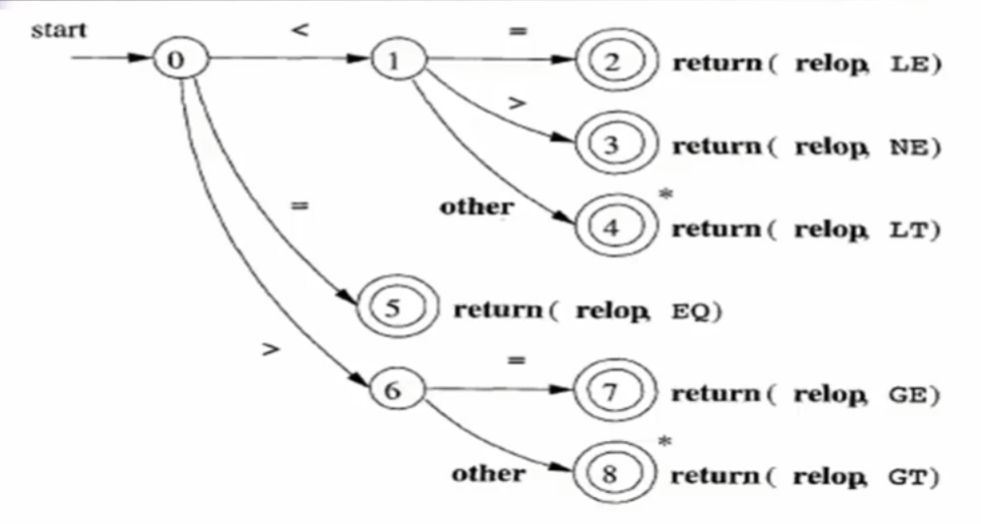 start
<
=
0
1
2
return( relop, LE)
>
3
return( relop, NE)
*
other
4
return( relop, LT)
=
5
return( relop, EQ)
>
=
6
7
return( relop, GE)
*
other
8
return( relop, GT)